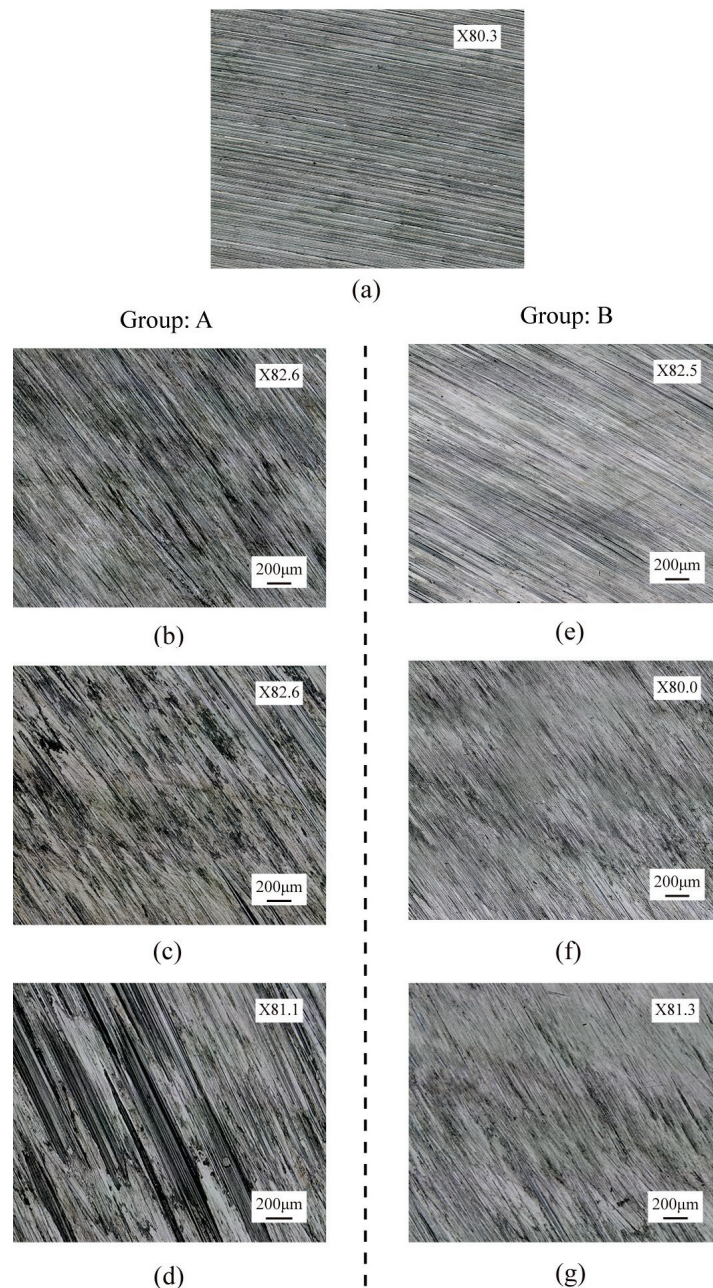 X80.3
(a)
Group: A
Group: B
X82.6
200μm
(b)
X82.5
200μm
(e)
X82.6
200μm
(c)
X80.0
200μm
(f)
X81.1
200μm
(d)
X81.3
200μm
(g)